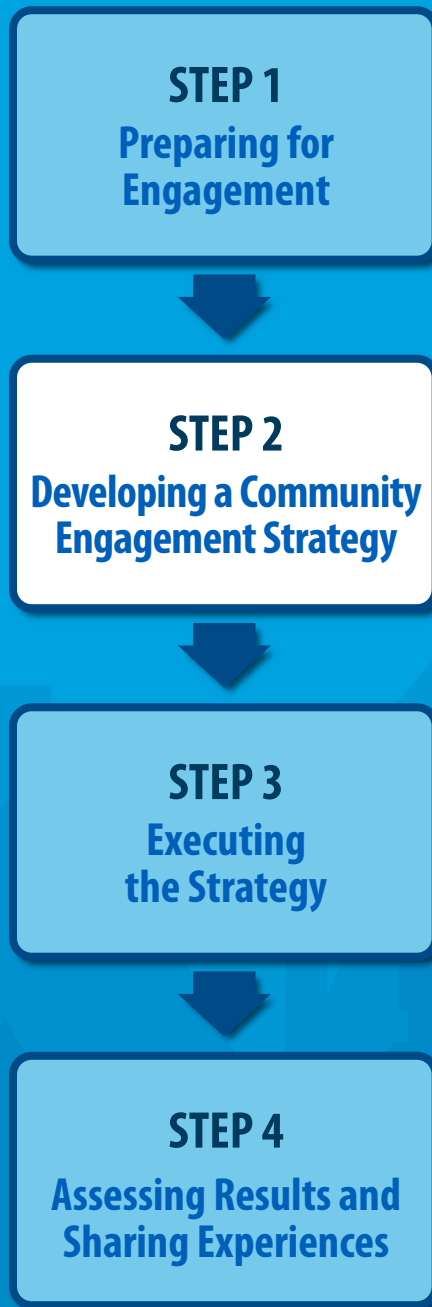 STEP 1
Preparing for
Engagement
STEP 2
Developing a Community
Engagement Strategy
STEP 3
Executing
the Strategy
STEP 4
Assessing Results and
Sharing Experiences